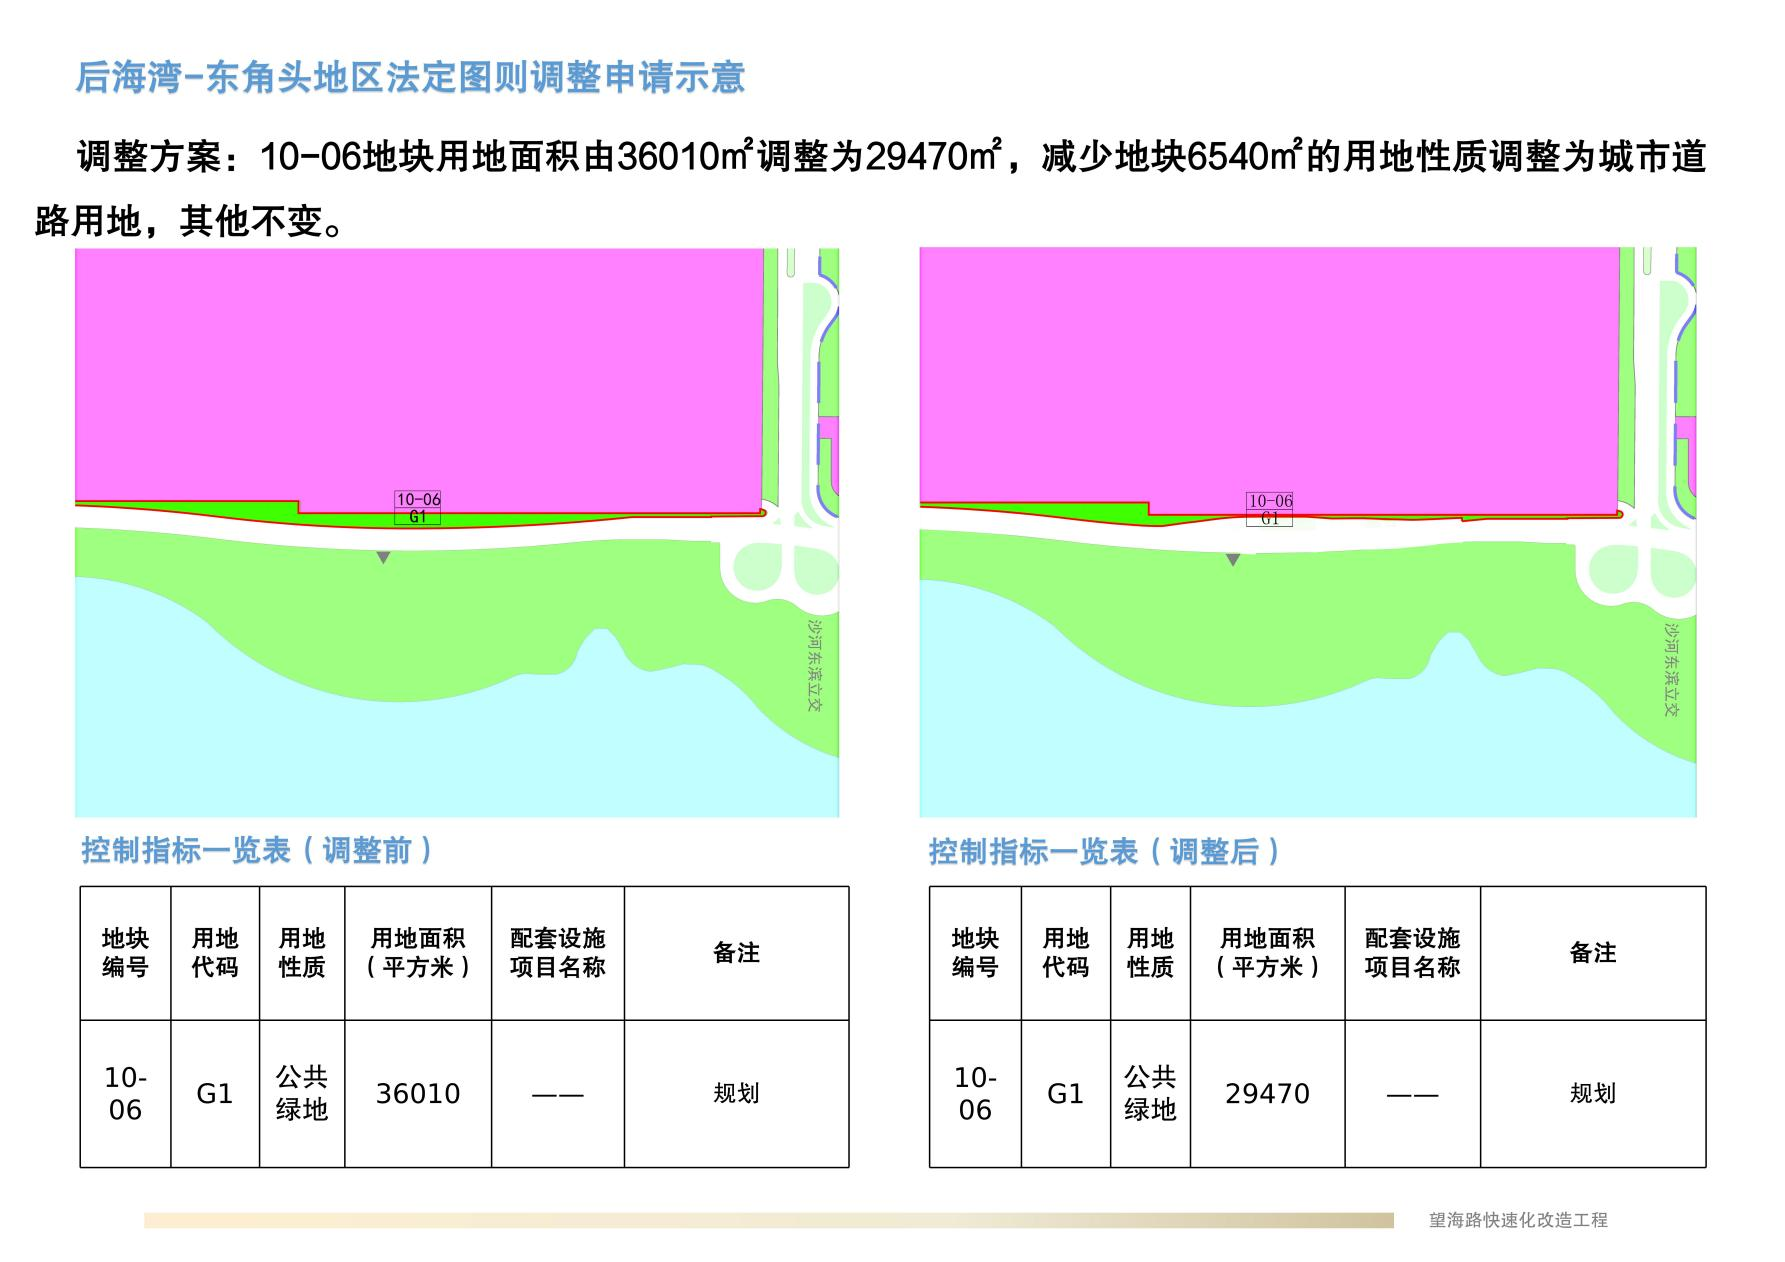 后海湾-东角头地区法定图则调整申请示意
调整方案：10-06地块用地面积由36010㎡调整为29470㎡，减少地块6540㎡的用地性质调整为城市道
路用地，其他不变。
10-06
G1
沙河东滨立交
10-06
G1
沙河东滨立交
控制指标一览表（调整前）
地块
编号
用地
代码
用地
性质
用地面积
（平方米）
配套设施
项目名称
备注
10-
06
G1
公共
绿地
36010
——
规划
控制指标一览表（调整后）
地块
编号
用地
代码
用地
性质
用地面积
（平方米）
配套设施
项目名称
备注
10-
06
G1
公共
绿地
29470
——
规划
望海路快速化改造工程